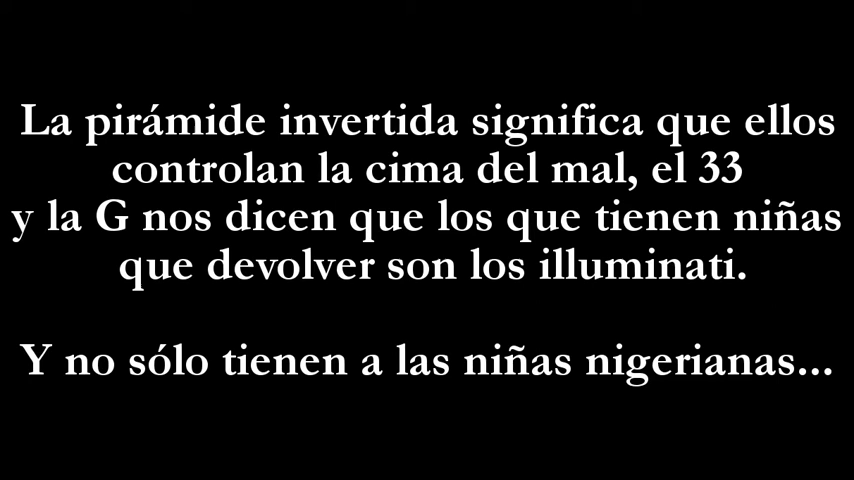 La pirámide invertida significa que ellos
controlan la cima del mal, el 33
y la G nos dicen que los que tienen niñas
que devolver son los illuminati.
Y no sólo tienen a las niñas nigerianas...